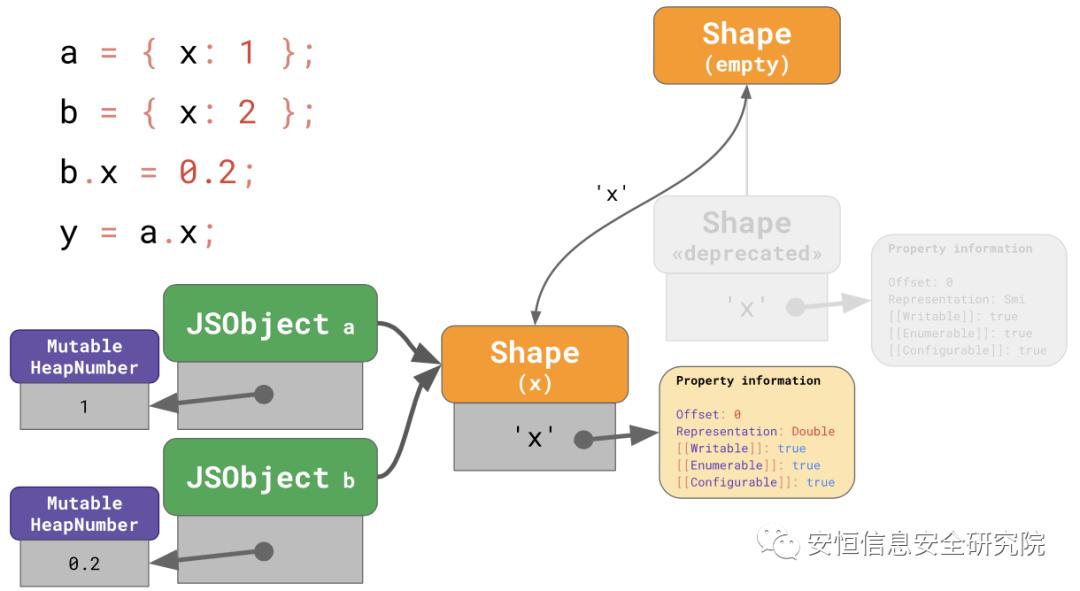 a = { x: 1 };
b = { x: 2 };
b.x = 0.2;
y = a.x;
Shape
(empty)
'x'
Shape
«deprecated»
'x'
Property information
Offset: 0
Representation: Smi
[[Writable]]: true
[[Enumerable]]: true
[[Configurable]]: true
JSObject a
Mutable
HeapNumber
1
Shape
(x)
'x'
Property information
Offset: 0
Representation: Double
[[Writable]]: true
[[Enumerable]]: true
[[Configurable]]: true
JSObject b
Mutable
HeapNumber
0.2
安恒信息安全研究院